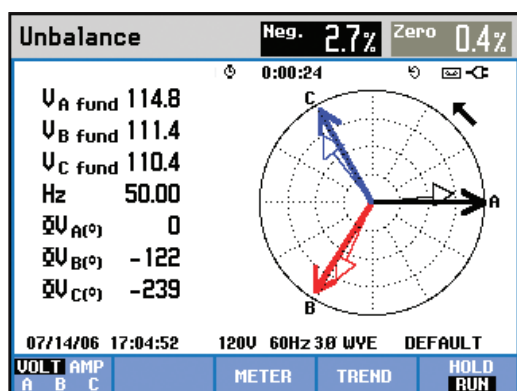 Unbalance Neg. 2.7% Zero 0.4%
0:00:24
VA fund 114.8
VB fund 111.4
VC fund 110.4
Hz 50.00
ΦVA(°) 0
ΦVB(°) -122
ΦVC(°) -239
C
A
B
07/14/06 17:04:52 120V 60Hz 3Ø WYE DEFAULT
VOLT AMP
A B C
METER
TREND
HOLD
RUN